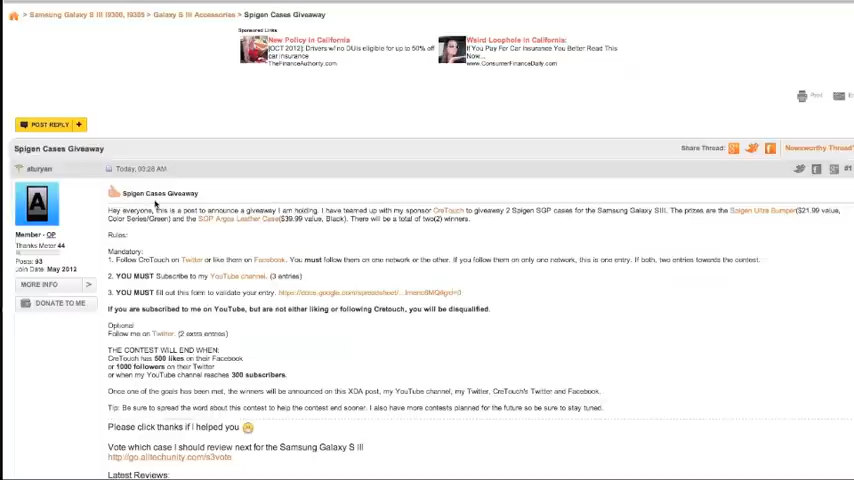 > Samsung Galaxy S III I9300, I9305 > Galaxy S III Accessories > Spigen Cases Giveaway
Sponsored Links
New Policy in California
[OCT 2012]: Drivers w/ no DUIs eligible for up to 50% off
car insurance
TheFinanceAuthority.com
Weird Loophole in California:
If You Pay For Car Insurance You Better Read This
Now...
www.ConsumerFinanceDaily.com
Print
POST REPLY +
Spigen Cases Giveaway
Share Thread:
Newsworthy Thread?
aturyan
Today, 03:28 AM
#1
Spigen Cases Giveaway
Hey everyone, this is a post to announce a giveaway I am holding. I have teamed up with my sponsor CreTouch to giveaway 2 Spigen SGP cases for the Samsung Galaxy SIII. The prizes are the Spigen Ultra Bumper($21.99 value,
Color Series/Green) and the SGP Argos Leather Case($39.99 value, Black). There will be a total of two(2) winners.
Member - OP
Thanks Meter 44
Posts: 93
Join Date: May 2012
MORE INFO >
DONATE TO ME
Rules:
Mandatory:
1. Follow CreTouch on Twitter or like them on Facebook. You must follow them on one network or the other. If you follow them on only one network, this is one entry. If both, two entries towards the contest.
2. YOU MUST Subscribe to my YouTube channel. (3 entries)
3. YOU MUST fill out this form to validate your entry.
If you are subscribed to me on YouTube, but are not either liking or following Cretouch, you will be disqualified.
Optional
Follow me on Twitter. (2 extra entries)
THE CONTEST WILL END WHEN:
CreTouch has 500 likes on their Facebook
or 1000 followers on their Twitter
or when my YouTube channel reaches 300 subscribers.
Once one of the goals has been met, the winners will be announced on this XDA post, my YouTube channel, my Twitter, CreTouch's Twitter and Facebook.
Tip: Be sure to spread the word about this contest to help the contest end sooner. I also have more contests planned for the future so be sure to stay tuned.
Please click thanks if I helped you
Vote which case I should review next for the Samsung Galaxy S III
http://go.alltechunity.com/s3vote
Latest Reviews: